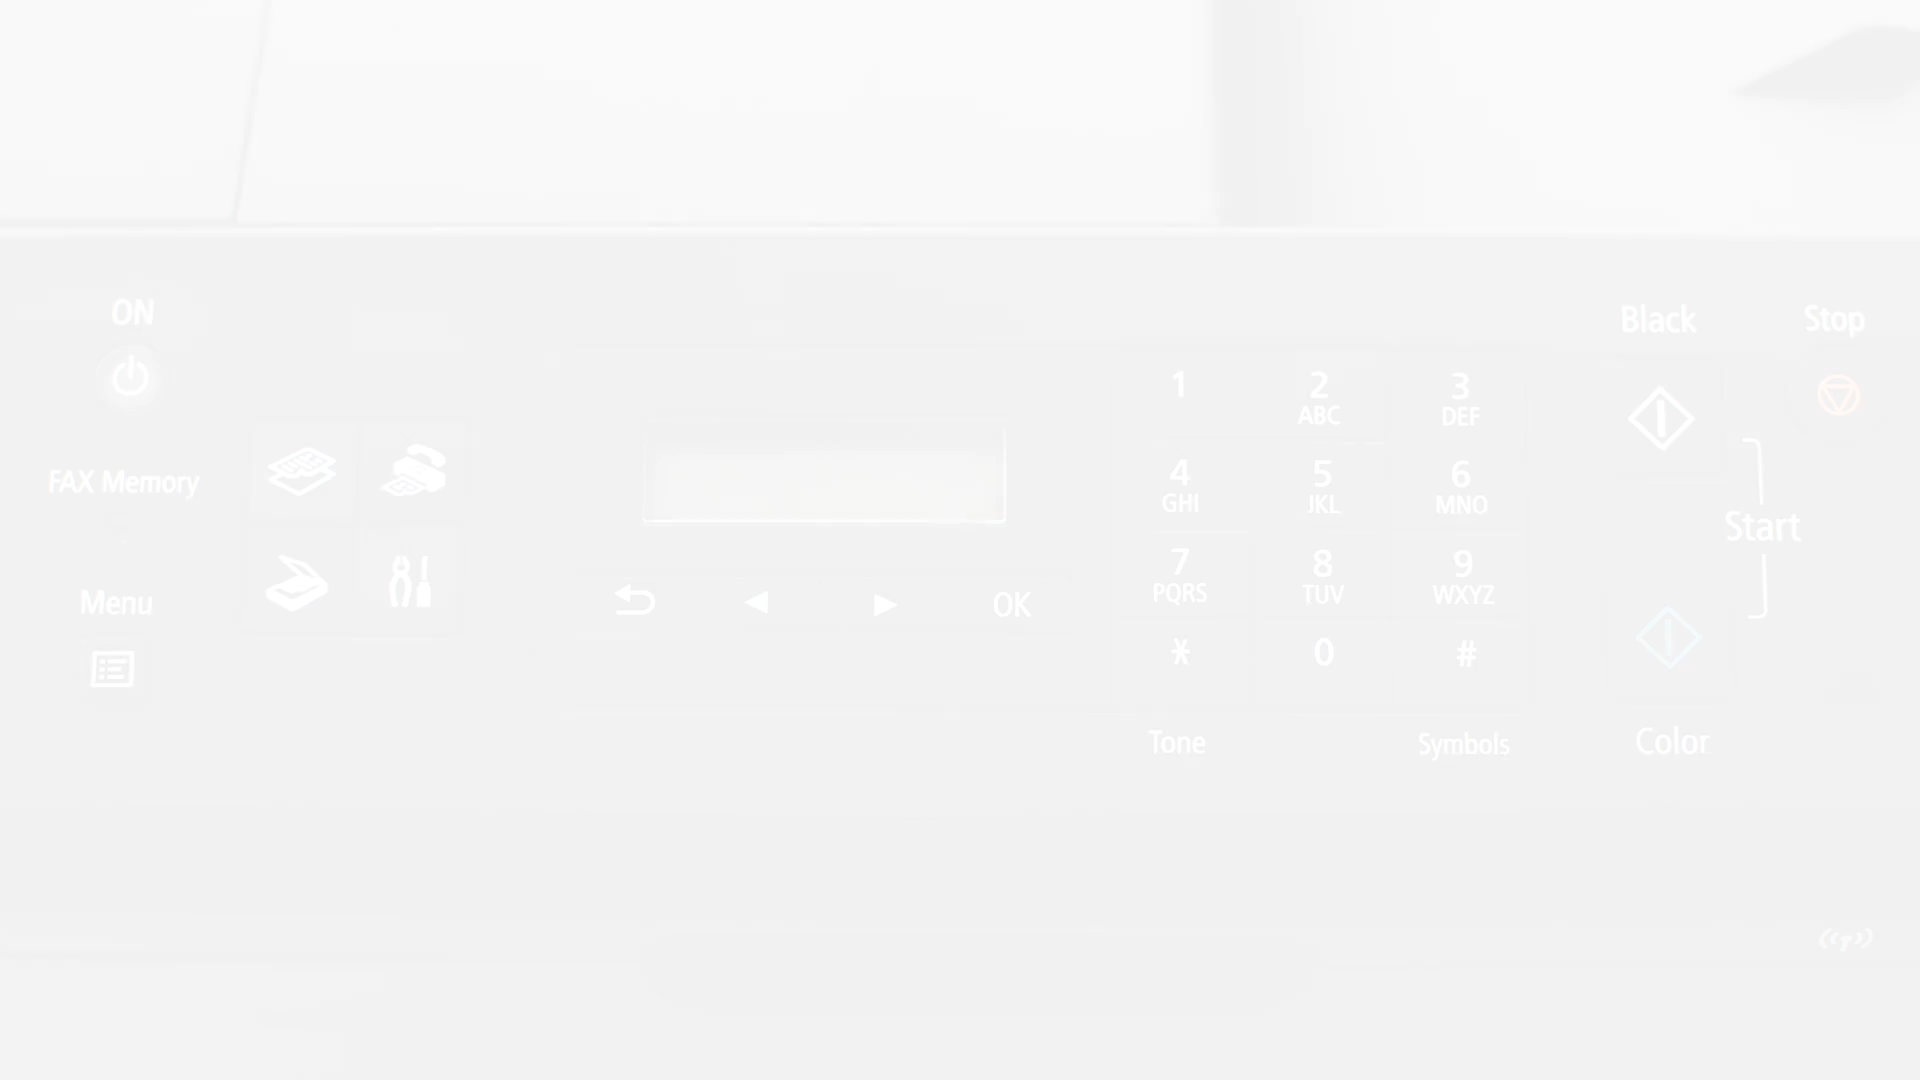 ON
FAX Memory
Menu
OK
1
2
ABC
3
DEF
4
GHI
5
JKL
6
MNO
7
PQRS
8
TUV
9
WXYZ
*
0
#
Tone
Symbols
Black
Stop
Start
Color